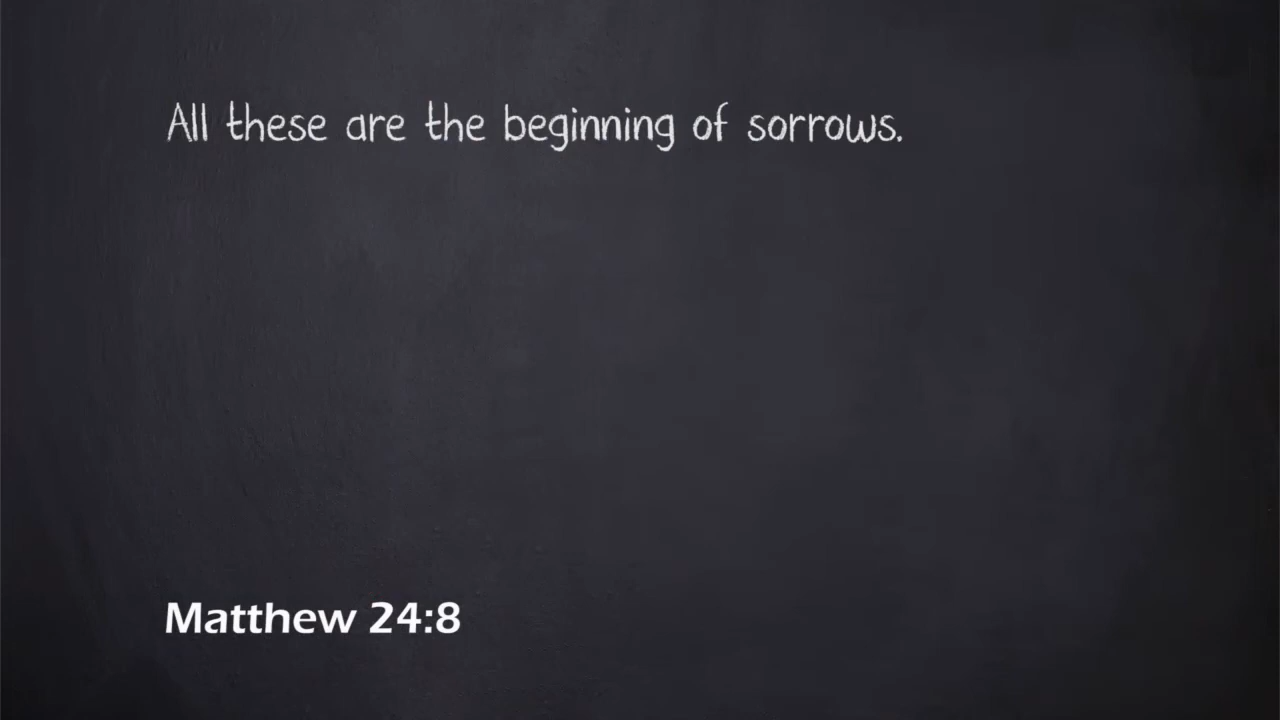 All these are the beginning of sorrows.
Matthew 24:8